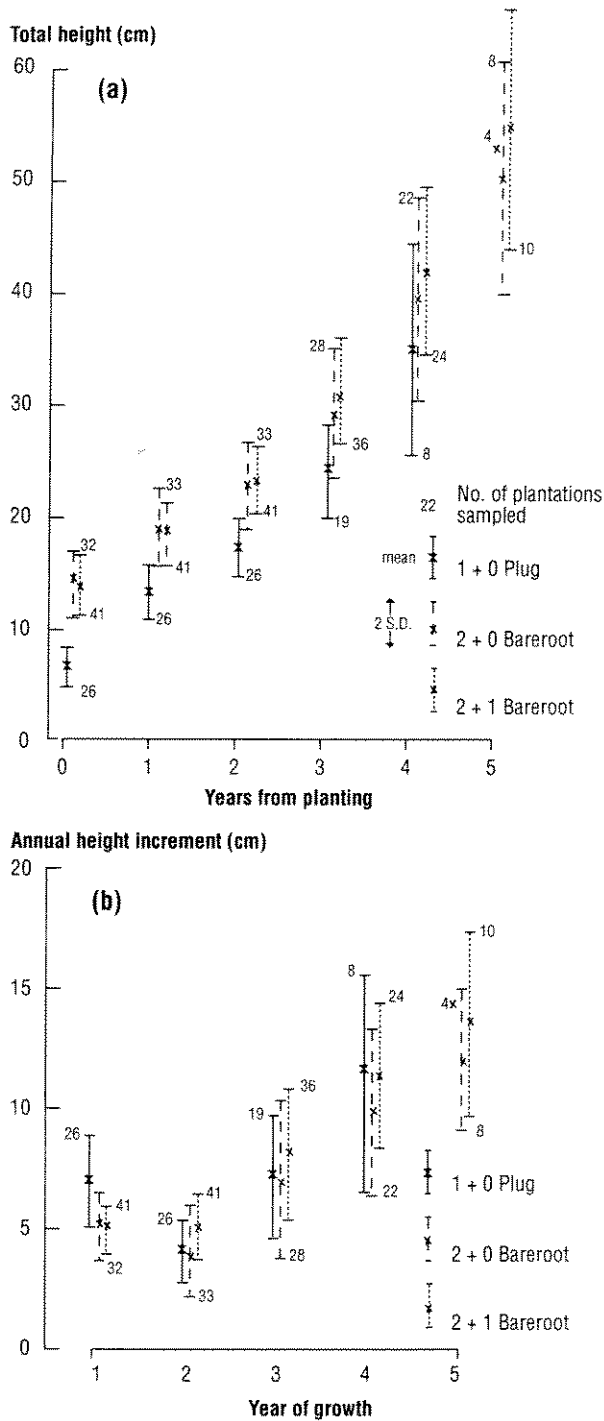 Total height (cm)
60
50
40
30
20
10
0
(a)
32
41
26
33
41
26
33
41
26
28
36
19
22
24
8
4
8
10
22 No. of plantations
sampled
mean
1 + 0 Plug
2 S.D.
2 + 0 Bareroot
2 + 1 Bareroot
0 1 2 3 4 5
Years from planting
Annual height increment (cm)
20
15
10
5
0
(b)
26
41
32
26
41
33
19
36
28
8
24
22
4
10
8
1 + 0 Plug
2 + 0 Bareroot
2 + 1 Bareroot
1 2 3 4 5
Year of growth